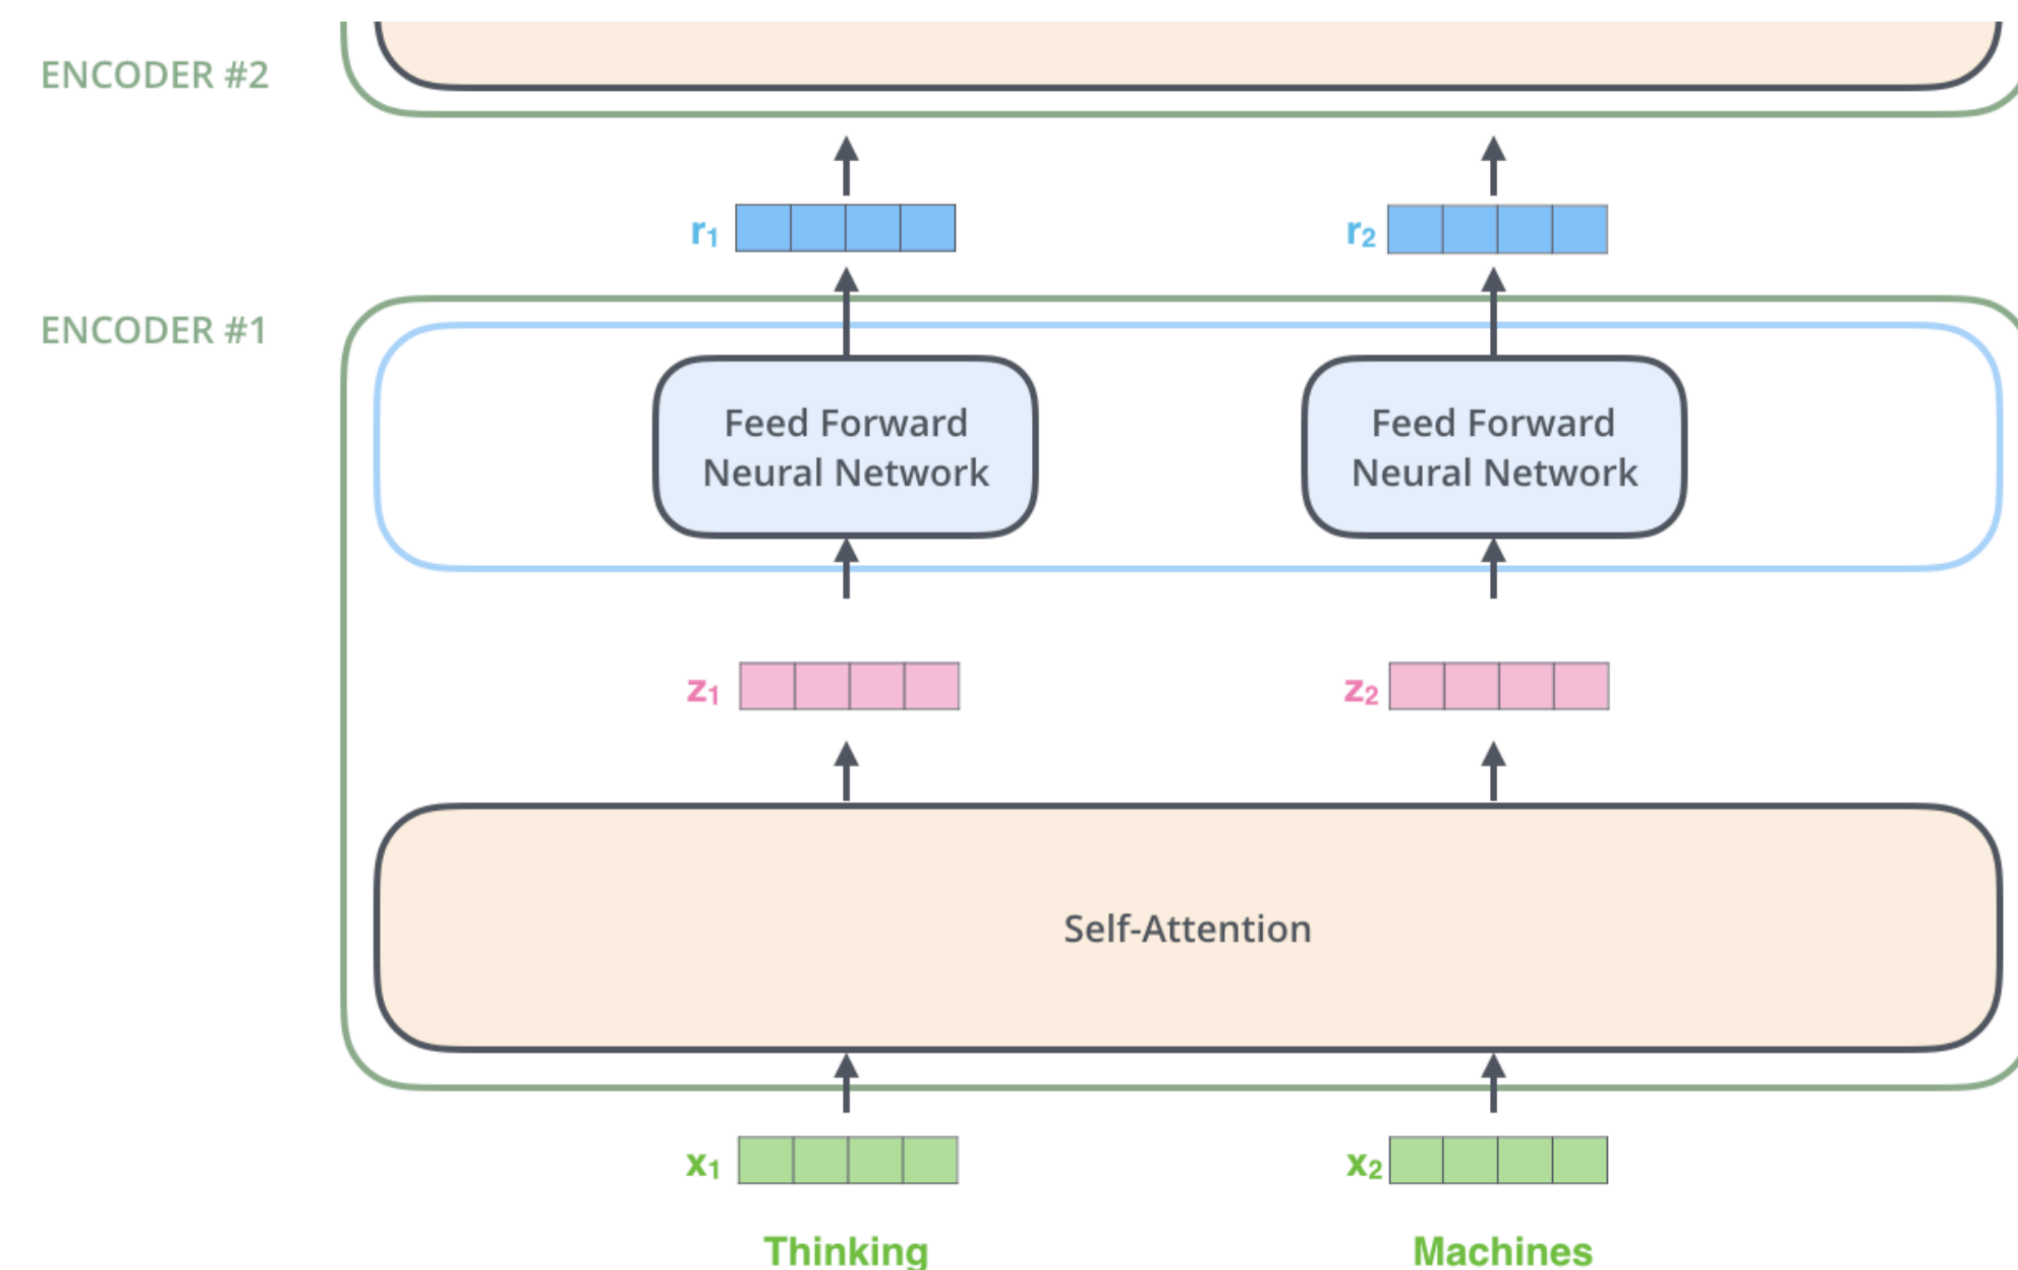 ENCODER #2
r1
r2
ENCODER #1
Feed Forward
Neural Network
Feed Forward
Neural Network
z1
z2
Self-Attention
x1
x2
Thinking
Machines